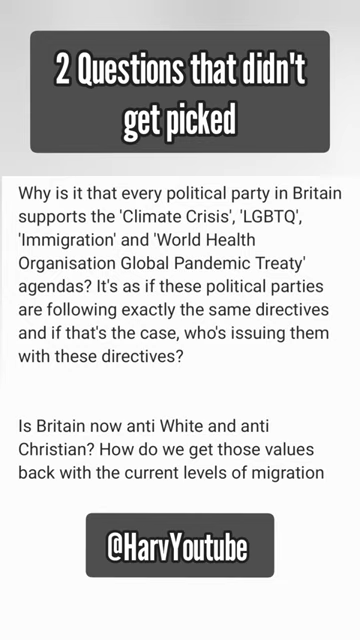 2 Questions that didn't
get picked
Why is it that every political party in Britain
supports the 'Climate Crisis', 'LGBTQ',
'Immigration' and 'World Health
Organisation Global Pandemic Treaty'
agendas? It's as if these political parties
are following exactly the same directives
and if that's the case, who's issuing them
with these directives?
Is Britain now anti White and anti
Christian? How do we get those values
back with the current levels of migration
@HarvYoutube